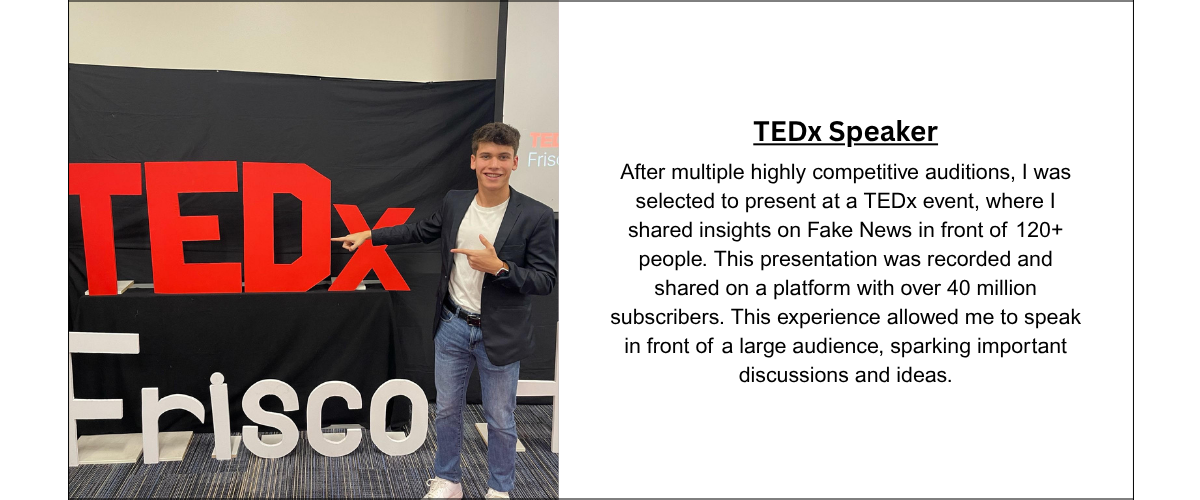 TEDx
Frisco
TED
Frisc
TEDx Speaker
After multiple highly competitive auditions, I was
selected to present at a TEDx event, where I
shared insights on Fake News in front of 120+
people. This presentation was recorded and
shared on a platform with over 40 million
subscribers. This experience allowed me to speak
in front of a large audience, sparking important
discussions and ideas.